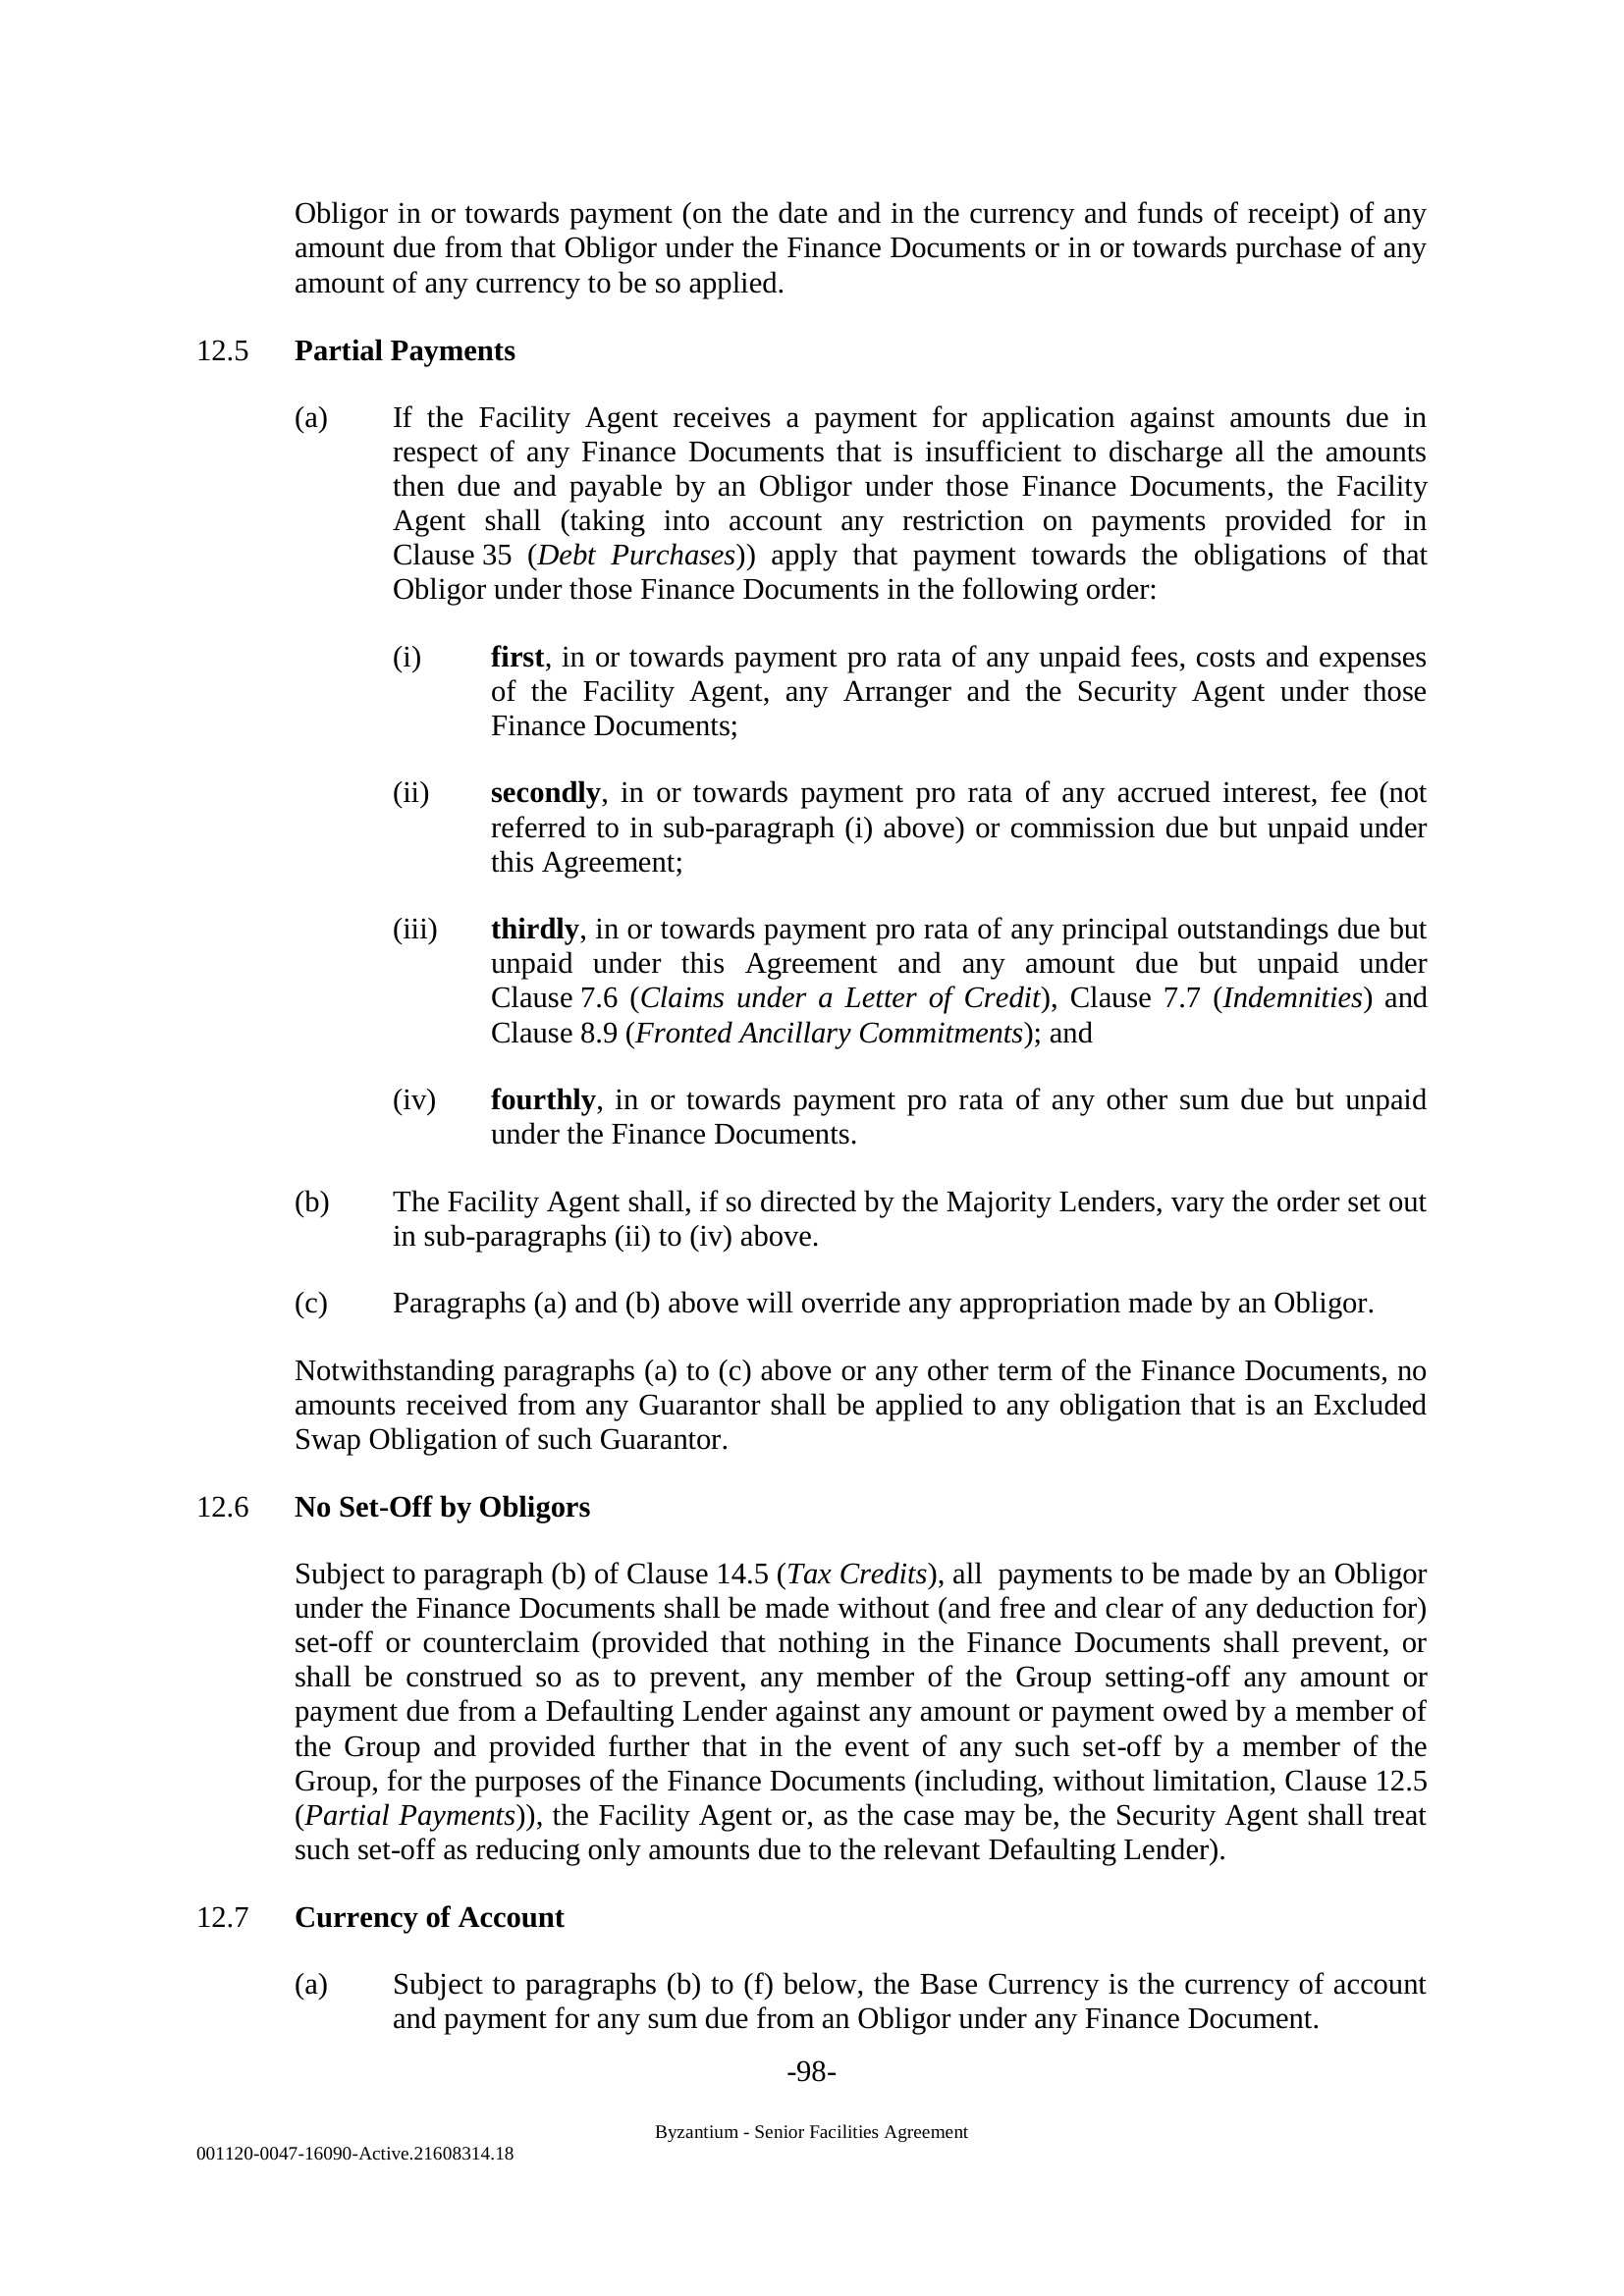 Obligor in or towards payment (on the date and in the currency and funds of receipt) of any
amount due from that Obligor under the Finance Documents or in or towards purchase of any
amount of any currency to be so applied.
12.5 Partial Payments
(a) If the Facility Agent receives a payment for application against amounts due in
respect of any Finance Documents that is insufficient to discharge all the amounts
then due and payable by an Obligor under those Finance Documents, the Facility
Agent shall (taking into account any restriction on payments provided for in
Clause 35 (Debt Purchases)) apply that payment towards the obligations of that
Obligor under those Finance Documents in the following order:
(i) first, in or towards payment pro rata of any unpaid fees, costs and expenses
of the Facility Agent, any Arranger and the Security Agent under those
Finance Documents;
(ii) secondly, in or towards payment pro rata of any accrued interest, fee (not
referred to in sub-paragraph (i) above) or commission due but unpaid under
this Agreement;
(iii) thirdly, in or towards payment pro rata of any principal outstandings due but
unpaid under this Agreement and any amount due but unpaid under
Clause 7.6 (Claims under a Letter of Credit), Clause 7.7 (Indemnities) and
Clause 8.9 (Fronted Ancillary Commitments); and
(iv) fourthly, in or towards payment pro rata of any other sum due but unpaid
under the Finance Documents.
(b) The Facility Agent shall, if so directed by the Majority Lenders, vary the order set out
in sub-paragraphs (ii) to (iv) above.
(c) Paragraphs (a) and (b) above will override any appropriation made by an Obligor.
Notwithstanding paragraphs (a) to (c) above or any other term of the Finance Documents, no
amounts received from any Guarantor shall be applied to any obligation that is an Excluded
Swap Obligation of such Guarantor.
12.6 No Set-Off by Obligors
Subject to paragraph (b) of Clause 14.5 (Tax Credits), all payments to be made by an Obligor
under the Finance Documents shall be made without (and free and clear of any deduction for)
set-off or counterclaim (provided that nothing in the Finance Documents shall prevent, or
shall be construed so as to prevent, any member of the Group setting-off any amount or
payment due from a Defaulting Lender against any amount or payment owed by a member of
the Group and provided further that in the event of any such set-off by a member of the
Group, for the purposes of the Finance Documents (including, without limitation, Clause 12.5
(Partial Payments)), the Facility Agent or, as the case may be, the Security Agent shall treat
such set-off as reducing only amounts due to the relevant Defaulting Lender).
12.7 Currency of Account
(a) Subject to paragraphs (b) to (f) below, the Base Currency is the currency of account
and payment for any sum due from an Obligor under any Finance Document.
-98-
Byzantium - Senior Facilities Agreement
001120-0047-16090-Active.21608314.18